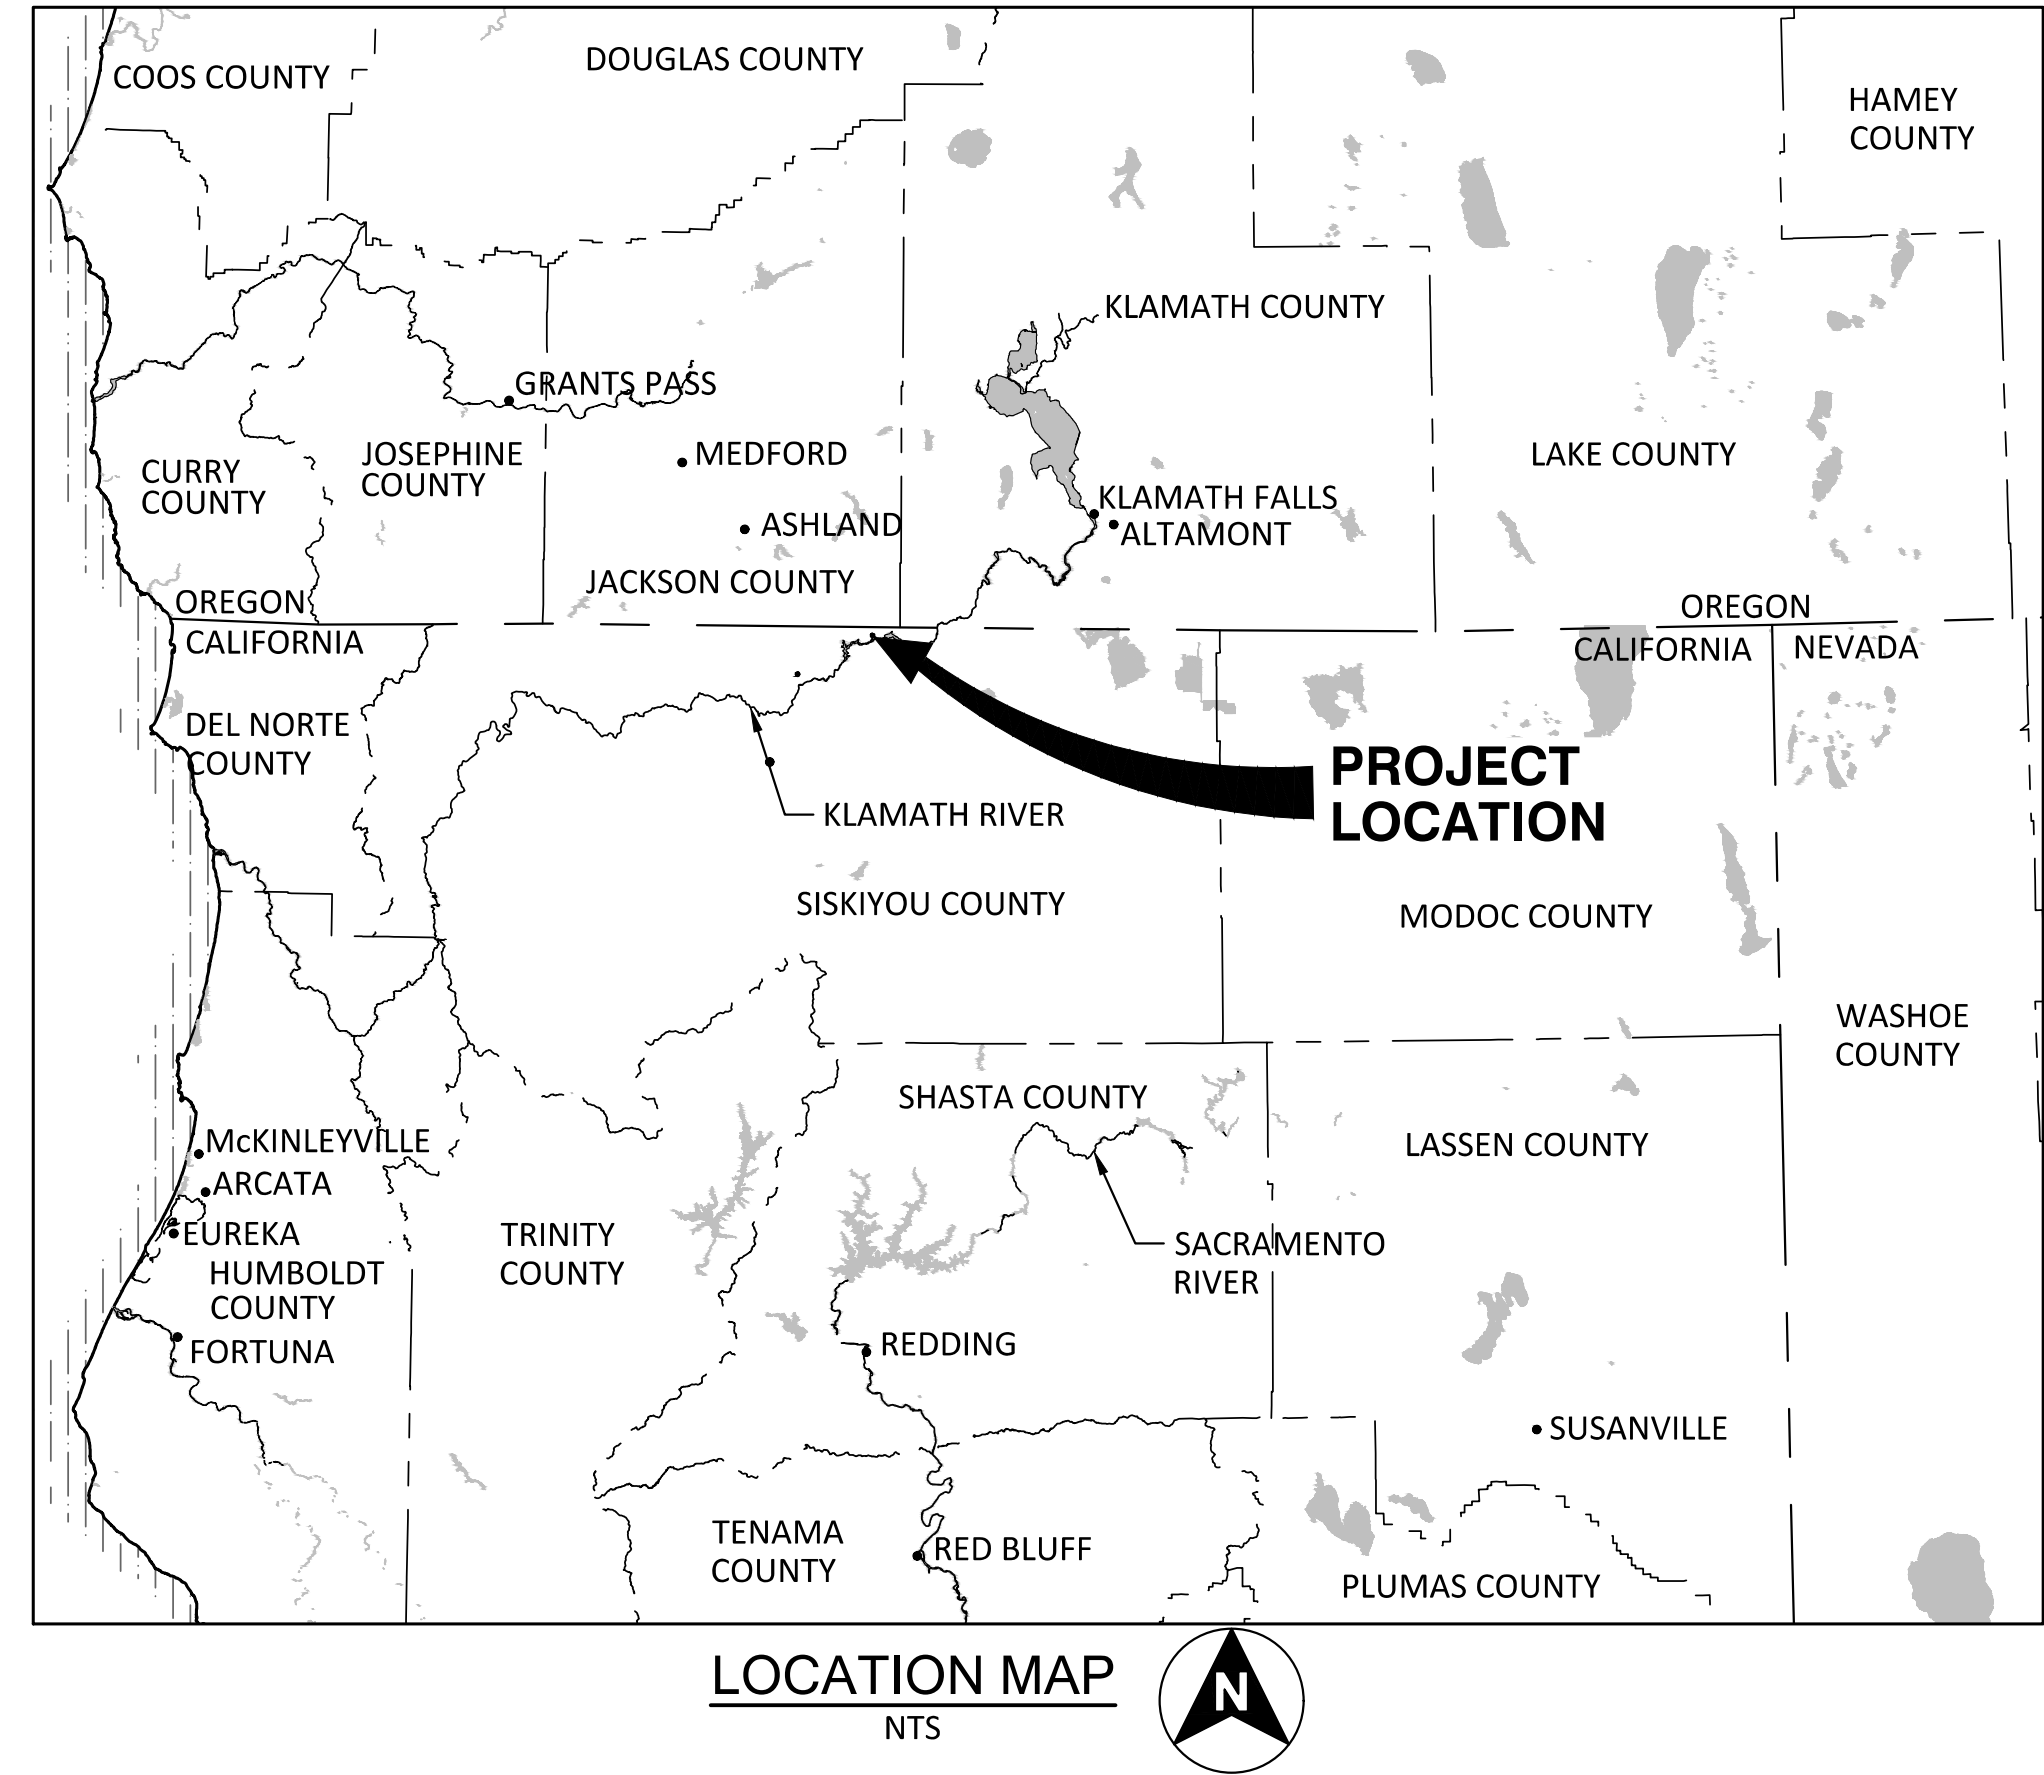 COOS COUNTY
DOUGLAS COUNTY
HAMEY
COUNTY
KLAMATH COUNTY
GRANTS PASS
JOSEPHINE
COUNTY
MEDFORD
LAKE COUNTY
CURRY
COUNTY
KLAMATH FALLS
ALTAMONT
ASHLAND
JACKSON COUNTY
OREGON
CALIFORNIA
OREGON
CALIFORNIA
NEVADA
DEL NORTE
COUNTY
PROJECT
LOCATION
KLAMATH RIVER
SISKIYOU COUNTY
MODOC COUNTY
WASHOE
COUNTY
SHASTA COUNTY
LASSEN COUNTY
McKINLEYVILLE
ARCATA
EUREKA
HUMBOLDT
COUNTY
FORTUNA
TRINITY
COUNTY
SACRAMENTO
RIVER
REDDING
SUSANVILLE
TENAMA
COUNTY
RED BLUFF
PLUMAS COUNTY
LOCATION MAP
NTS
N